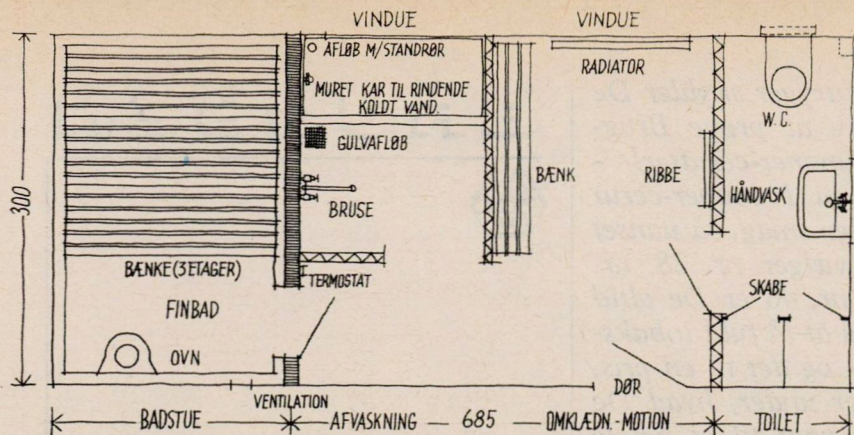 VINDUE
VINDUE
AFLØB M/STANDRØR
MURET KAR TIL RINDENDE
KOLDT VAND.
GULVAFLØB
BRUSE
RADIATOR
W.C.
BÆNK
RIBBE
HÅNDVASK
300
BÆNKE (3 ETAGER)
TERMOSTAT
FINBAD
OVN
SKABE
DØR
VENTILATION
BADSTUE
AFVASKNING
685
OMKLÆDN.-MOTION
TOILET